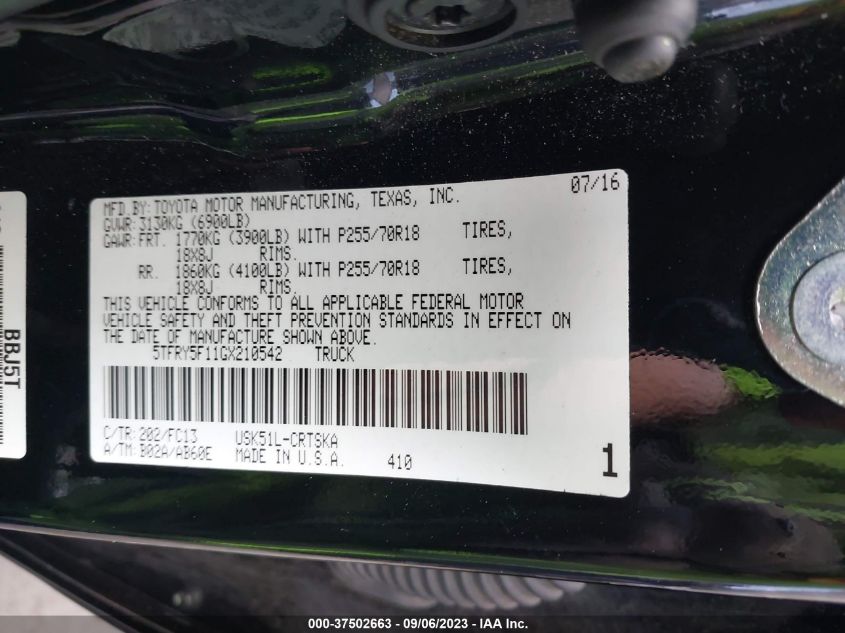 MFD.BY:TOYOTA MOTOR MANUFACTURING, TEXAS, INC. 07/16
GVWR:3130KG (6900LB)
GAWR:FRT. 1770KG (3900LB) WITH P255/70R18 TIRES,
18X8J RIMS.
RR. 1860KG (4100LB) WITH P255/70R18 TIRES,
18X8J RIMS.
THIS VEHICLE CONFORMS TO ALL APPLICABLE FEDERAL MOTOR
VEHICLE SAFETY AND THEFT PREVENTION STANDARDS IN EFFECT ON
THE DATE OF MANUFACTURE SHOWN ABOVE.
5TFRY5F11GX210542 TRUCK
C/TR:202/FC13 USK51L-CRTSKA
A/TM:B02A/AB60E MADE IN U.S.A. 410 1
BBJ5T
000-37502663 - 09/06/2023 - IAA Inc.